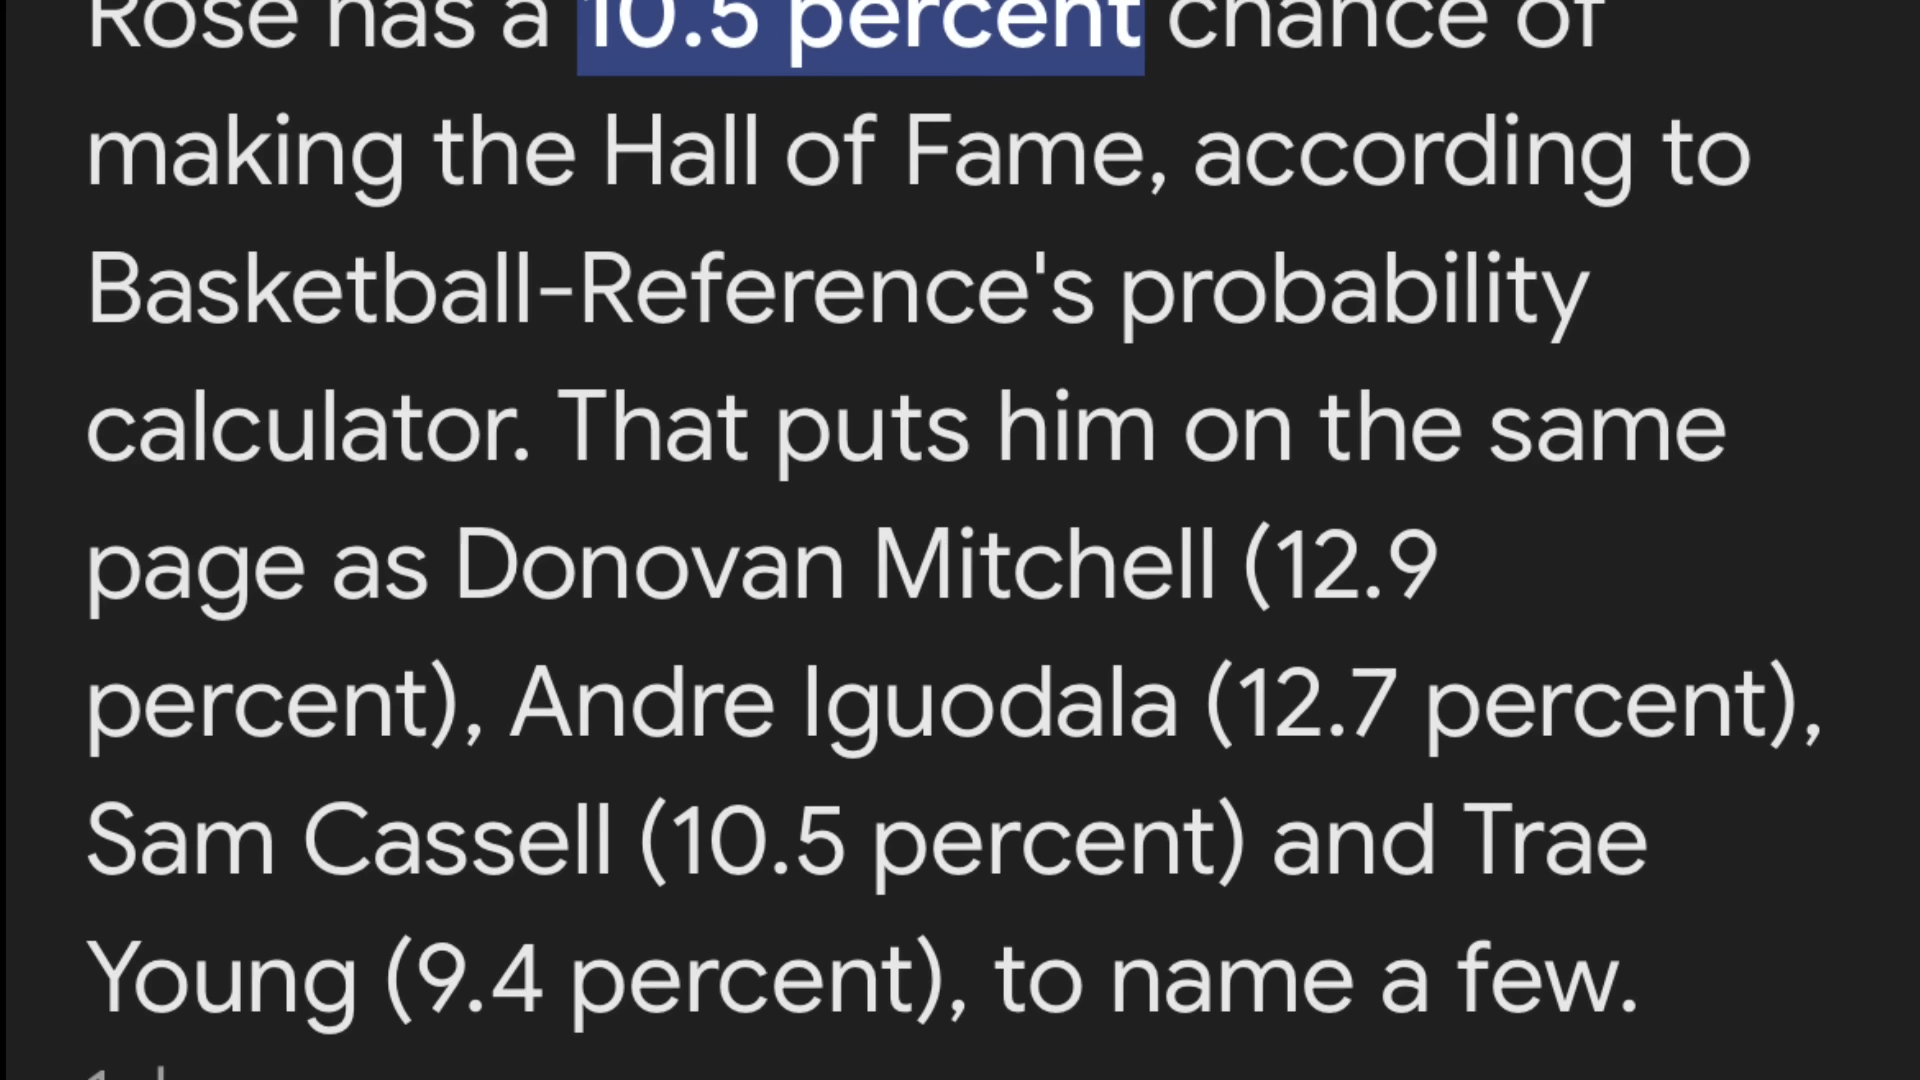 Rose has a 10.5 percent chance of
making the Hall of Fame, according to
Basketball-Reference's probability
calculator. That puts him on the same
page as Donovan Mitchell (12.9
percent), Andre Iguodala (12.7 percent),
Sam Cassell (10.5 percent) and Trae
Young (9.4 percent), to name a few.